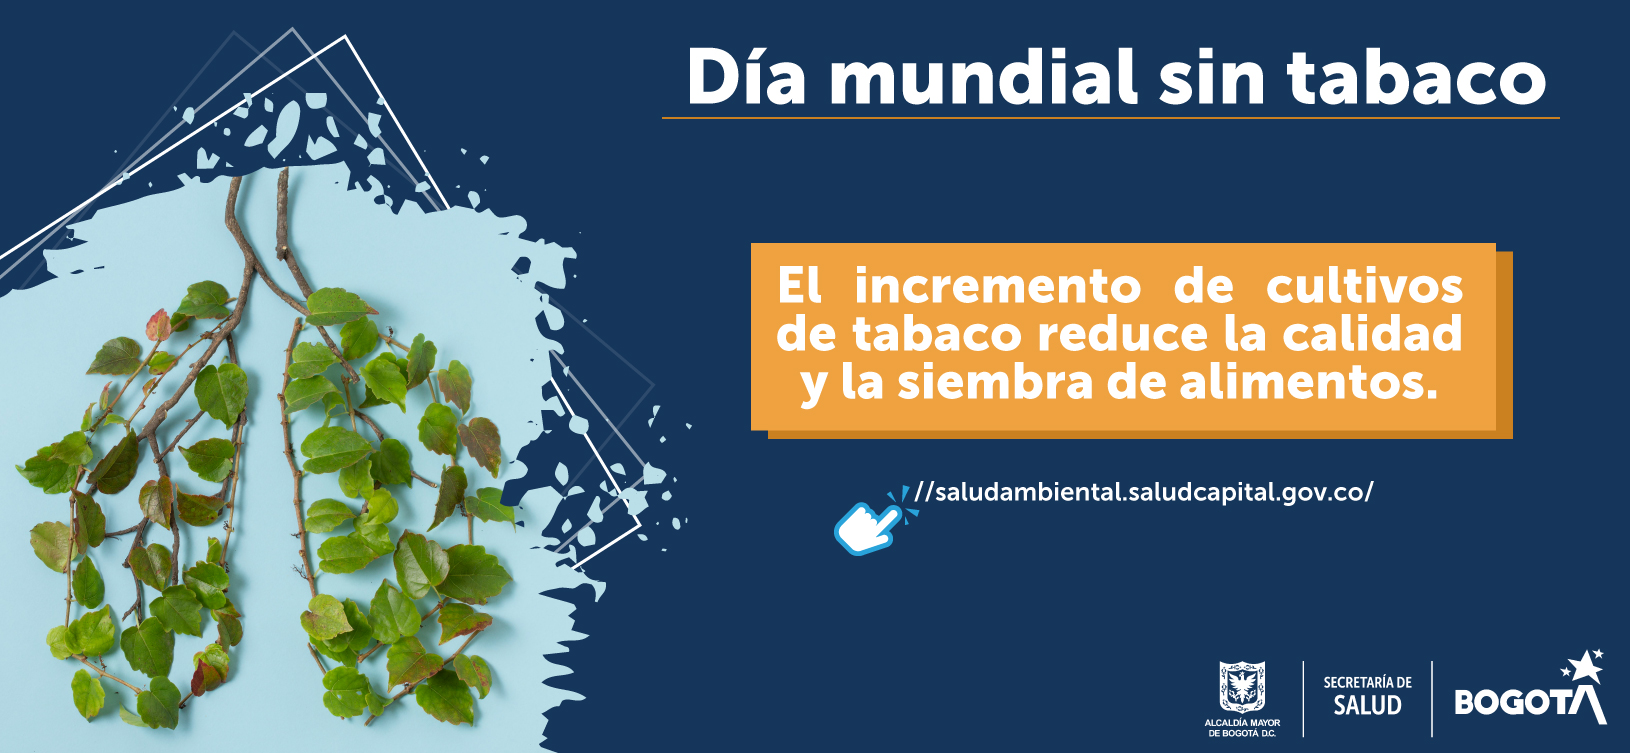 Día mundial sin tabaco
El incremento de cultivos
de tabaco reduce la calidad
y la siembra de alimentos.
//saludambiental.saludcapital.gov.co/
ALCALDÍA MAYOR
DE BOGOTÁ D.C.
SECRETARÍA DE
SALUD
BOGOTÁ